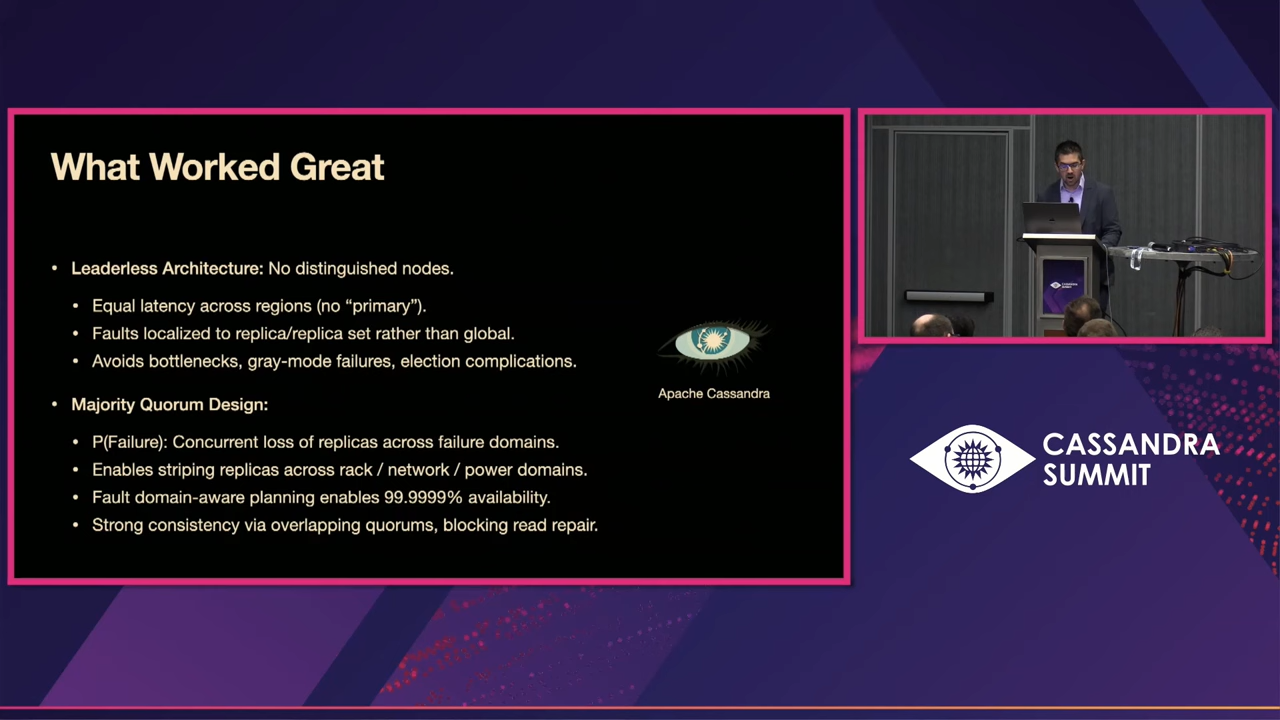 What Worked Great
• Leaderless Architecture: No distinguished nodes.
• Equal latency across regions (no “primary”).
• Faults localized to replica/replica set rather than global.
• Avoids bottlenecks, gray-mode failures, election complications.
• Majority Quorum Design:
• P(Failure): Concurrent loss of replicas across failure domains.
• Enables striping replicas across rack / network / power domains.
• Fault domain-aware planning enables 99.9999% availability.
• Strong consistency via overlapping quorums, blocking read repair.
Apache Cassandra
CASSANDRA
SUMMIT